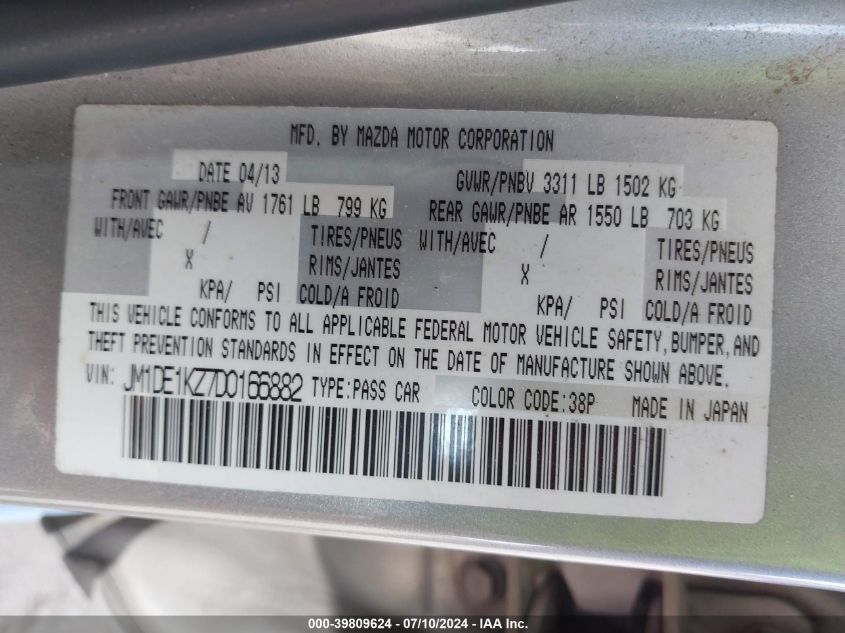 MFD. BY MAZDA MOTOR CORPORATION
DATE 04/13 GVWR/PNBV 3311 LB 1502 KG
FRONT GAWR/PNBE AV 1761 LB 799 KG REAR GAWR/PNBE AR 1550 LB 703 KG
WITH/AVEC / TIRES/PNEUS WITH/AVEC / TIRES/PNEUS
X RIMS/JANTES X RIMS/JANTES
KPA/ PSI COLD/A FROID KPA/ PSI COLD/A FROID
THIS VEHICLE CONFORMS TO ALL APPLICABLE FEDERAL MOTOR VEHICLE SAFETY, BUMPER, AND
THEFT PREVENTION STANDARDS IN EFFECT ON THE DATE OF MANUFACTURE SHOWN ABOVE.
VIN: JM1DE1KZ7D0166882 TYPE:PASS CAR COLOR CODE:38P MADE IN JAPAN
000-39809624 - 07/10/2024 - IAA Inc.